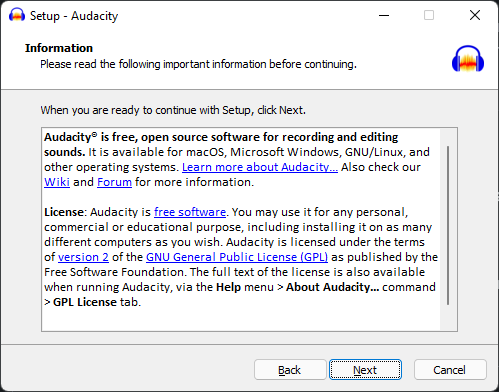 Setup - Audacity
Information
Please read the following important information before continuing.
When you are ready to continue with Setup, click Next.
Audacity® is free, open source software for recording and editing
sounds. It is available for macOS, Microsoft Windows, GNU/Linux, and
other operating systems. Learn more about Audacity... Also check our
Wiki and Forum for more information.
License: Audacity is free software. You may use it for any personal,
commercial or educational purpose, including installing it on as many
different computers as you wish. Audacity is licensed under the terms
of version 2 of the GNU General Public License (GPL) as published by the
Free Software Foundation. The full text of the license is also available
when running Audacity, via the Help menu > About Audacity... command
> GPL License tab.
Back Next Cancel